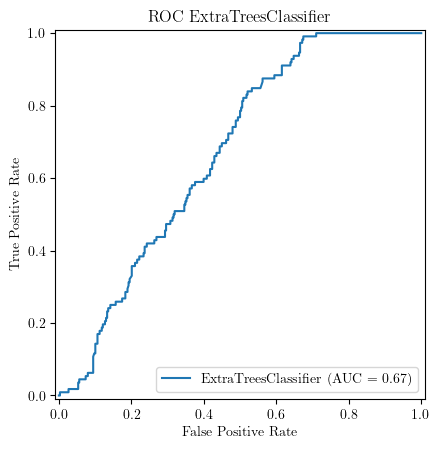 ROC ExtraTreesClassifier
True Positive Rate
1.0
0.8
0.6
0.4
0.2
0.0
ExtraTreesClassifier (AUC = 0.67)
0.0 0.2 0.4 0.6 0.8 1.0
False Positive Rate